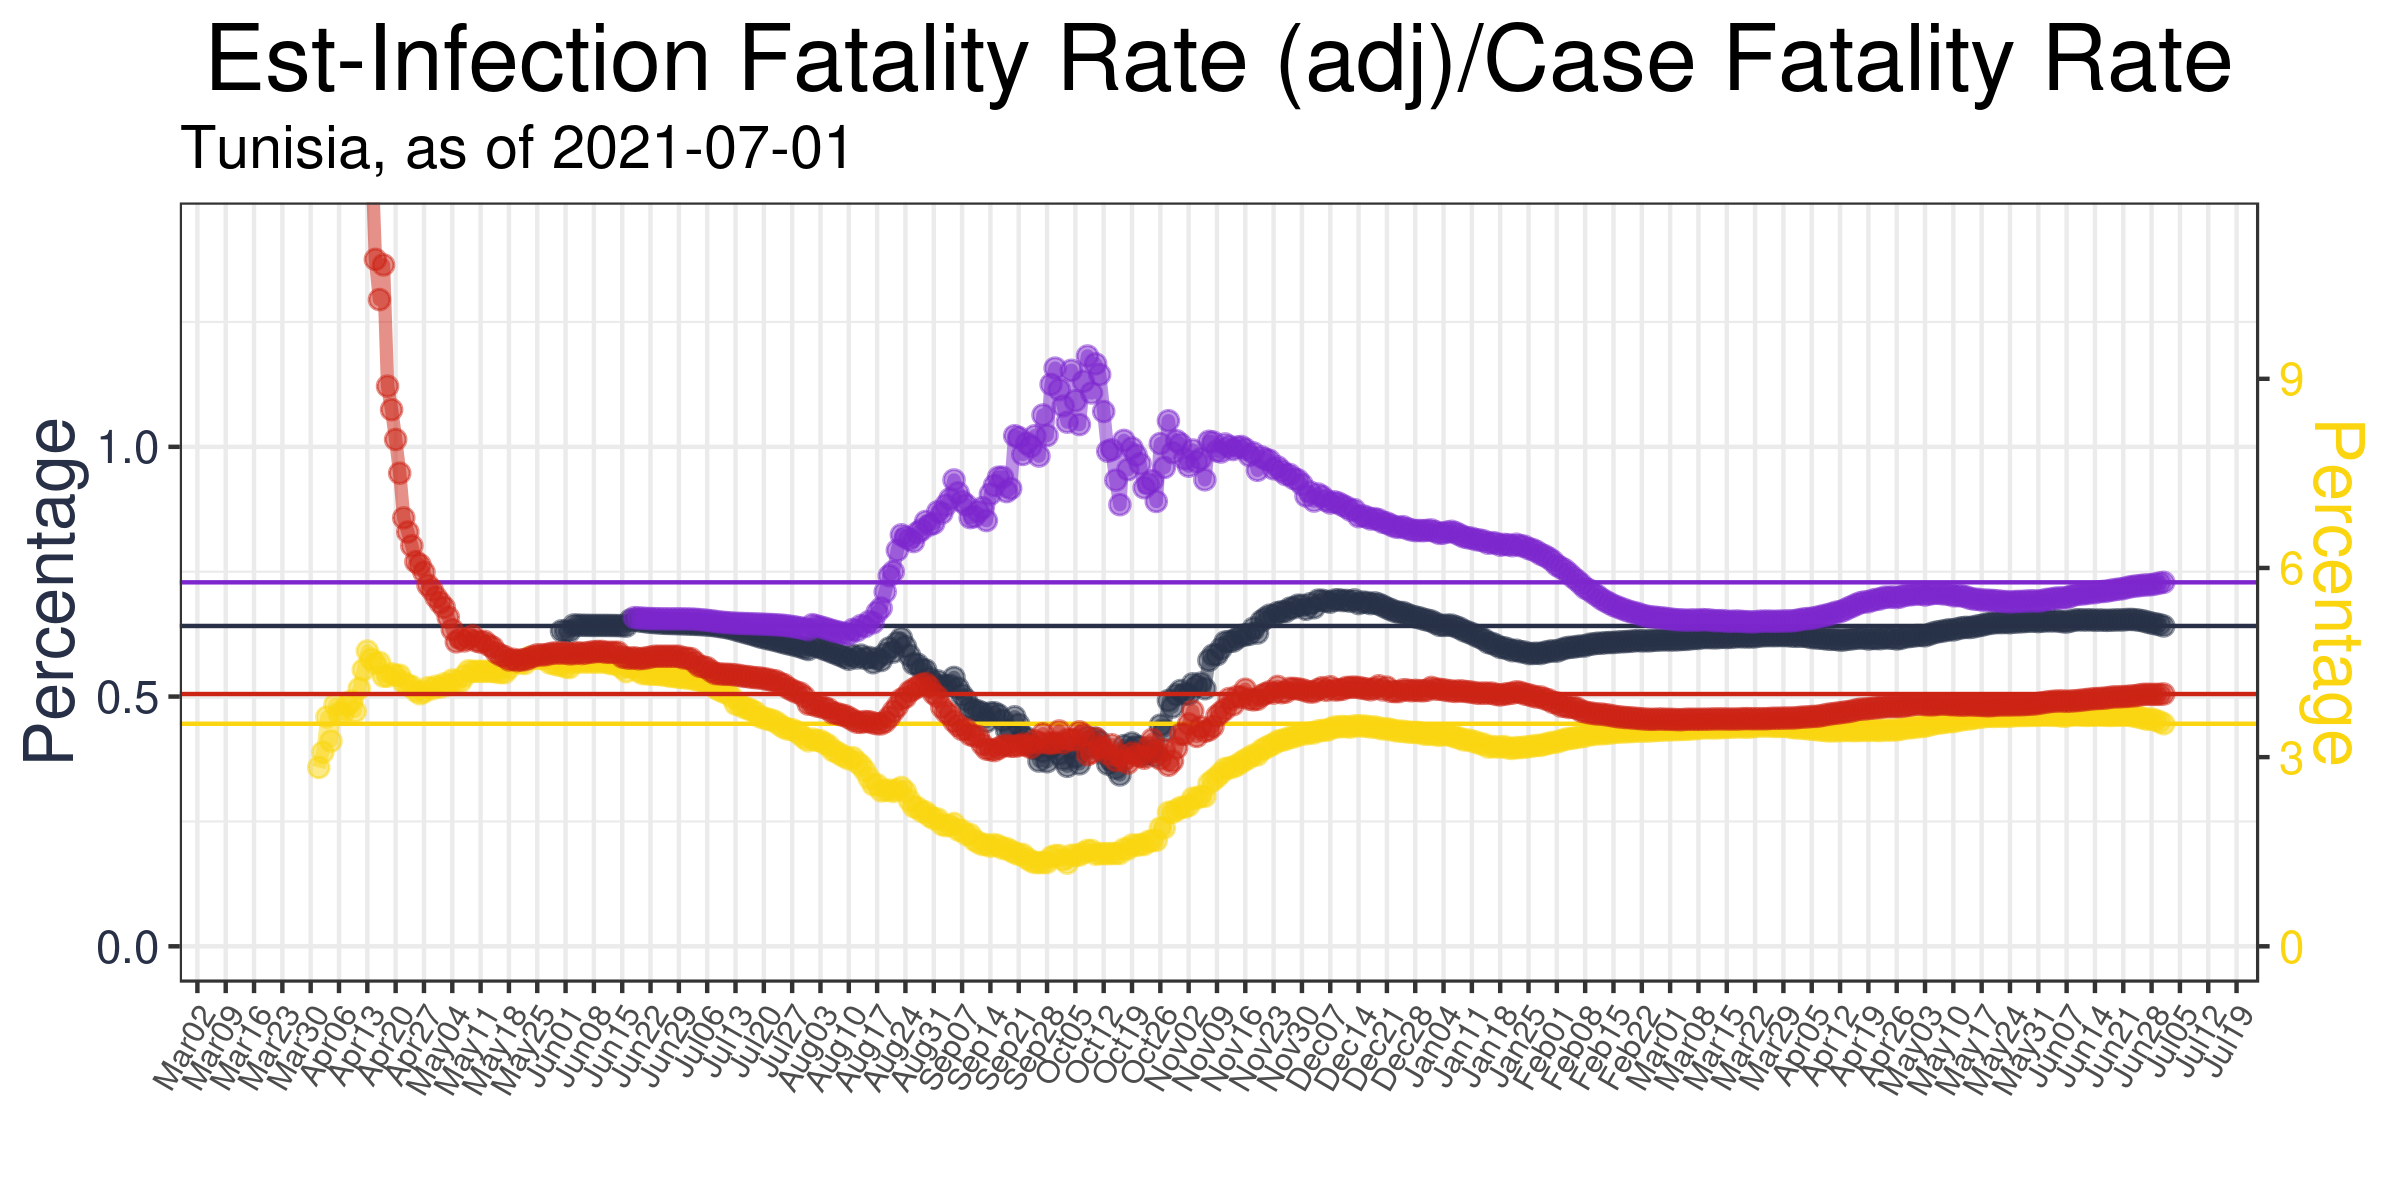 Est-Infection Fatality Rate (adj)/Case Fatality Rate
Tunisia, as of 2021-07-01
Percentage
1.0
0.5
0.0
9
6
3
0
Percentage
Mar02
Mar09
Mar16
Mar23
Mar30
Apr06
Apr13
Apr20
Apr27
May04
May11
May18
May25
Jun01
Jun08
Jun15
Jun22
Jun29
Jul06
Jul13
Jul20
Jul27
Aug03
Aug10
Aug17
Aug24
Aug31
Sep07
Sep14
Sep21
Sep28
Oct05
Oct12
Oct19
Oct26
Nov02
Nov09
Nov16
Nov23
Nov30
Dec07
Dec14
Dec21
Dec28
Jan04
Jan11
Jan18
Jan25
Feb01
Feb08
Feb15
Feb22
Mar01
Mar08
Mar15
Mar22
Mar29
Apr05
Apr12
Apr19
Apr26
May03
May10
May17
May24
May31
Jun07
Jun14
Jun21
Jun28
Jul05
Jul12
Jul19